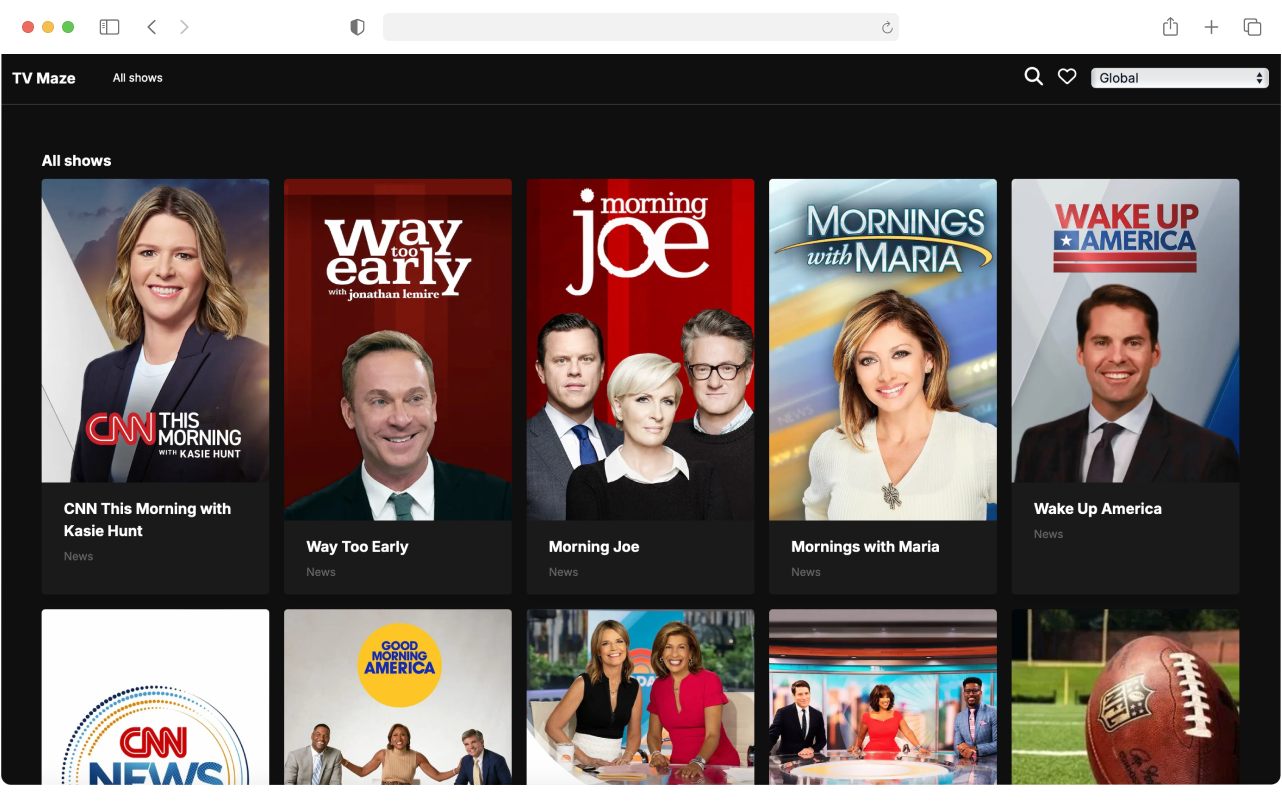 TV Maze
All shows
Global
All shows
CNN THIS
MORNING
WITH KASIE HUNT
CNN This Morning with
Kasie Hunt
News
way
too
early
with jonathan lemire
Way Too Early
News
morning
joe
Morning Joe
News
MORNINGS
with MARIA
NEWS
Mornings with Maria
News
WAKE UP
AMERICA
Wake Up America
News
CNN
NEWS
GOOD
MORNING
AMERICA
NFL